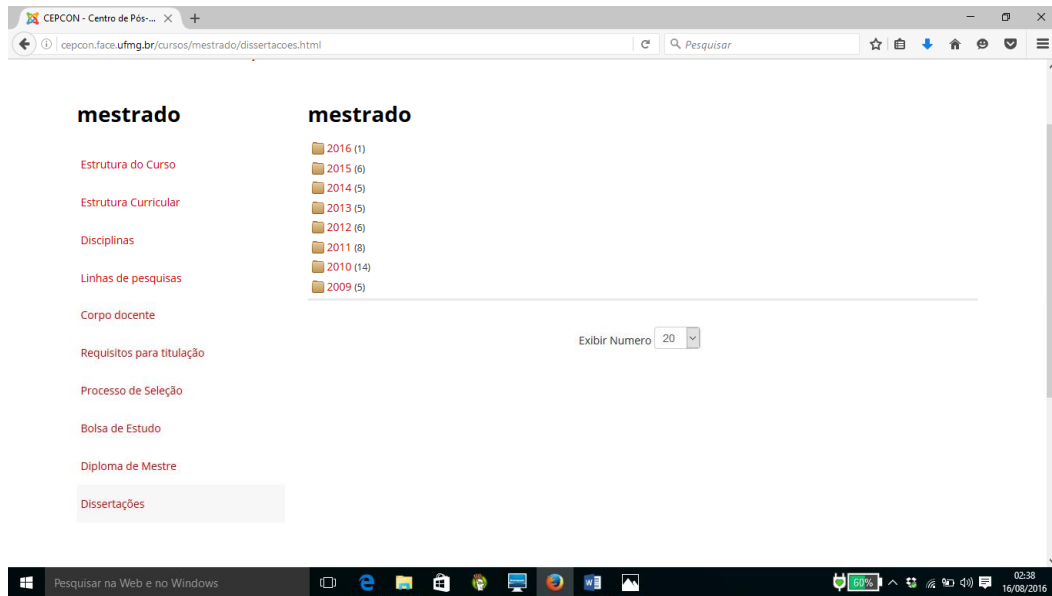 CEPCON - Centro de Pós-...
cepcon.face.ufmg.br/cursos/mestrado/dissertacoes.html
Pesquisar
mestrado
Estrutura do Curso
Estrutura Curricular
Disciplinas
Linhas de pesquisas
Corpo docente
Requisitos para titulação
Processo de Seleção
Bolsa de Estudo
Diploma de Mestre
Dissertações
mestrado
2016 (1)
2015 (6)
2014 (5)
2013 (5)
2012 (6)
2011 (8)
2010 (14)
2009 (5)
Exibir Numero 20
Pesquisar na Web e no Windows
60%
02:38
16/08/2016